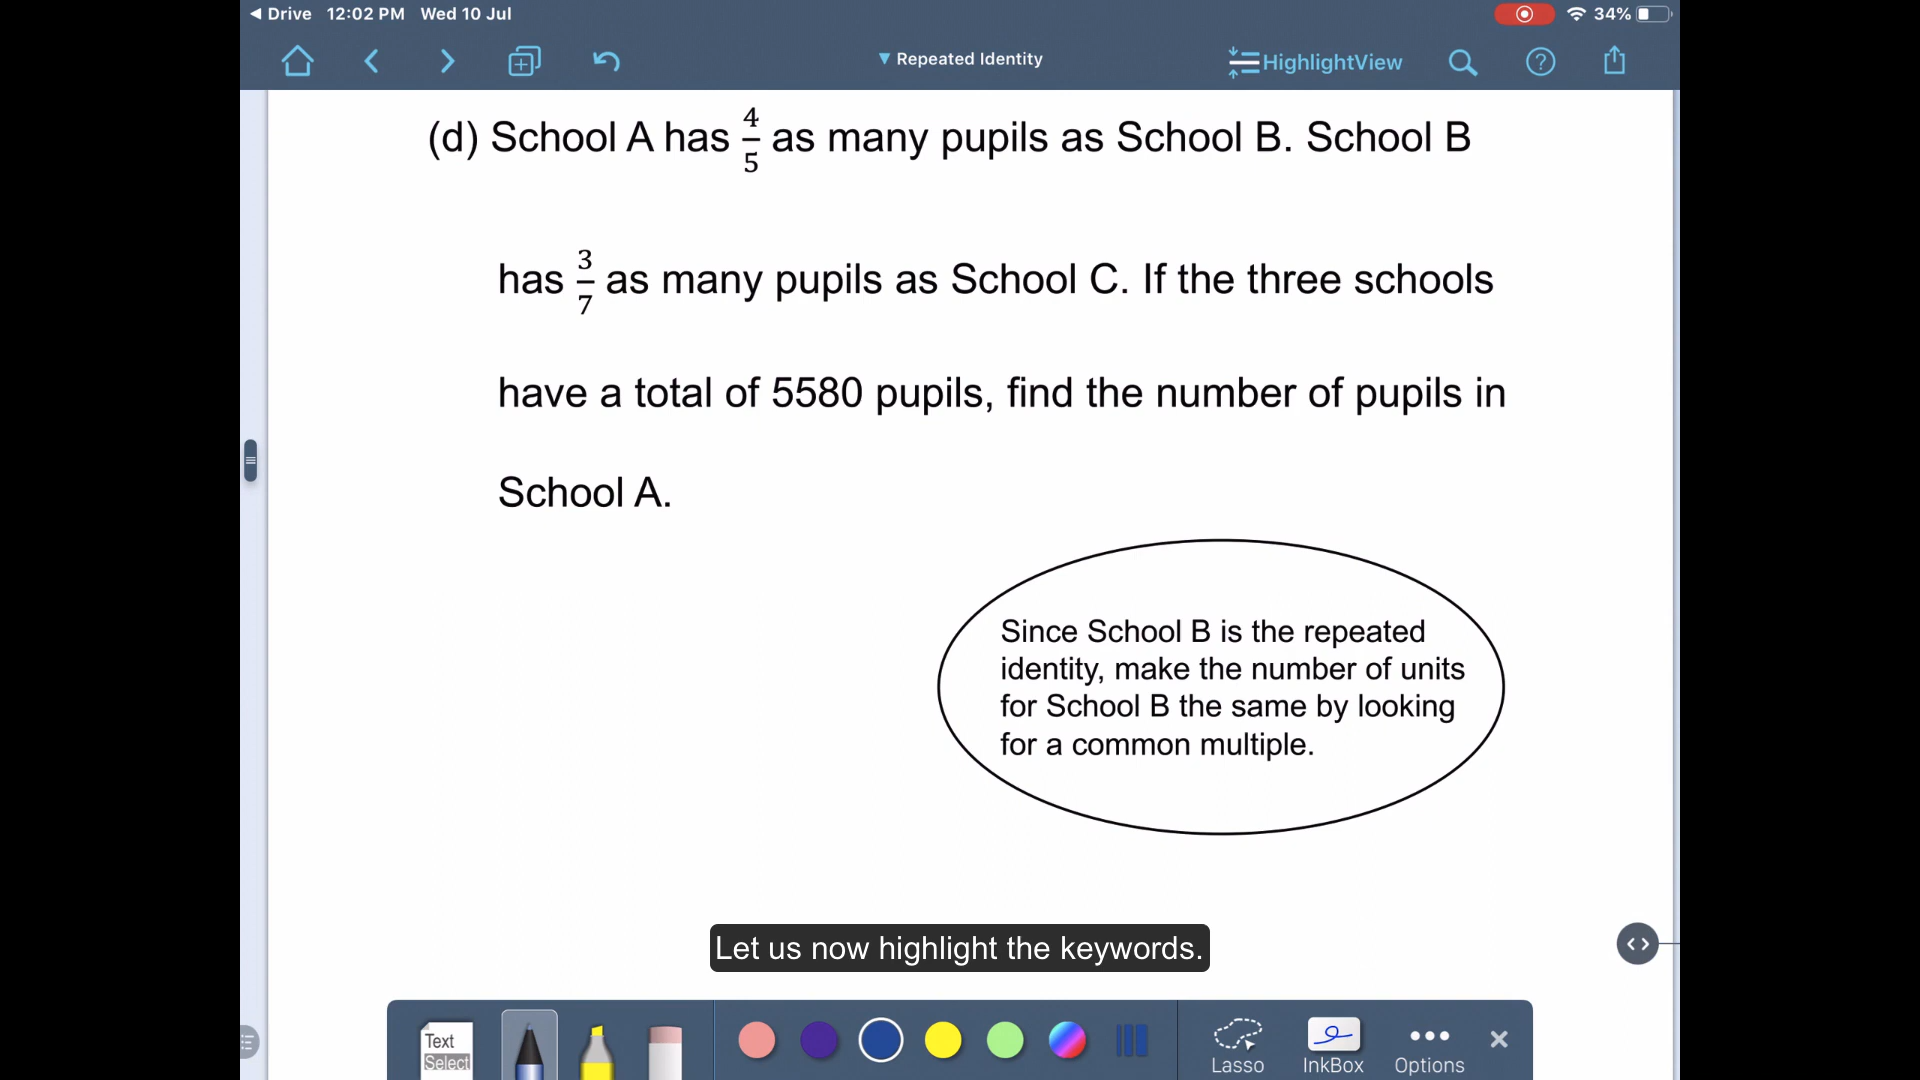 Drive 12:02 PM Wed 10 Jul 34%
Repeated Identity HighlightView
(d) School A has 4/5 as many pupils as School B. School B
has 3/7 as many pupils as School C. If the three schools
have a total of 5580 pupils, find the number of pupils in
School A.
Since School B is the repeated
identity, make the number of units
for School B the same by looking
for a common multiple.
Let us now highlight the keywords.
Text
Select
Lasso InkBox Options